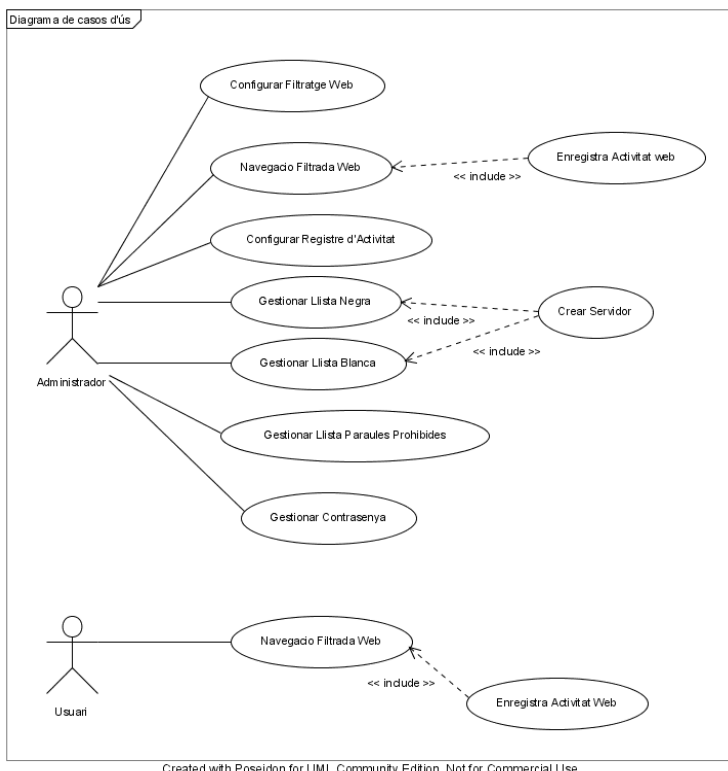 Diagrama de casos d'ús
Configurar Filtratge Web
Navegacio Filtrada Web
Enregistra Activitat web
<< include >>
Configurar Registre d'Activitat
Gestionar Llista Negra
Crear Servidor
<< include >>
<< include >>
Gestionar Llista Blanca
Administrador
Gestionar Llista Paraules Prohibides
Gestionar Contrasenya
Navegacio Filtrada Web
<< include >>
Enregistra Activitat Web
Usuari
Created with Poseidon for UML Community Edition. Not for Commercial Use.